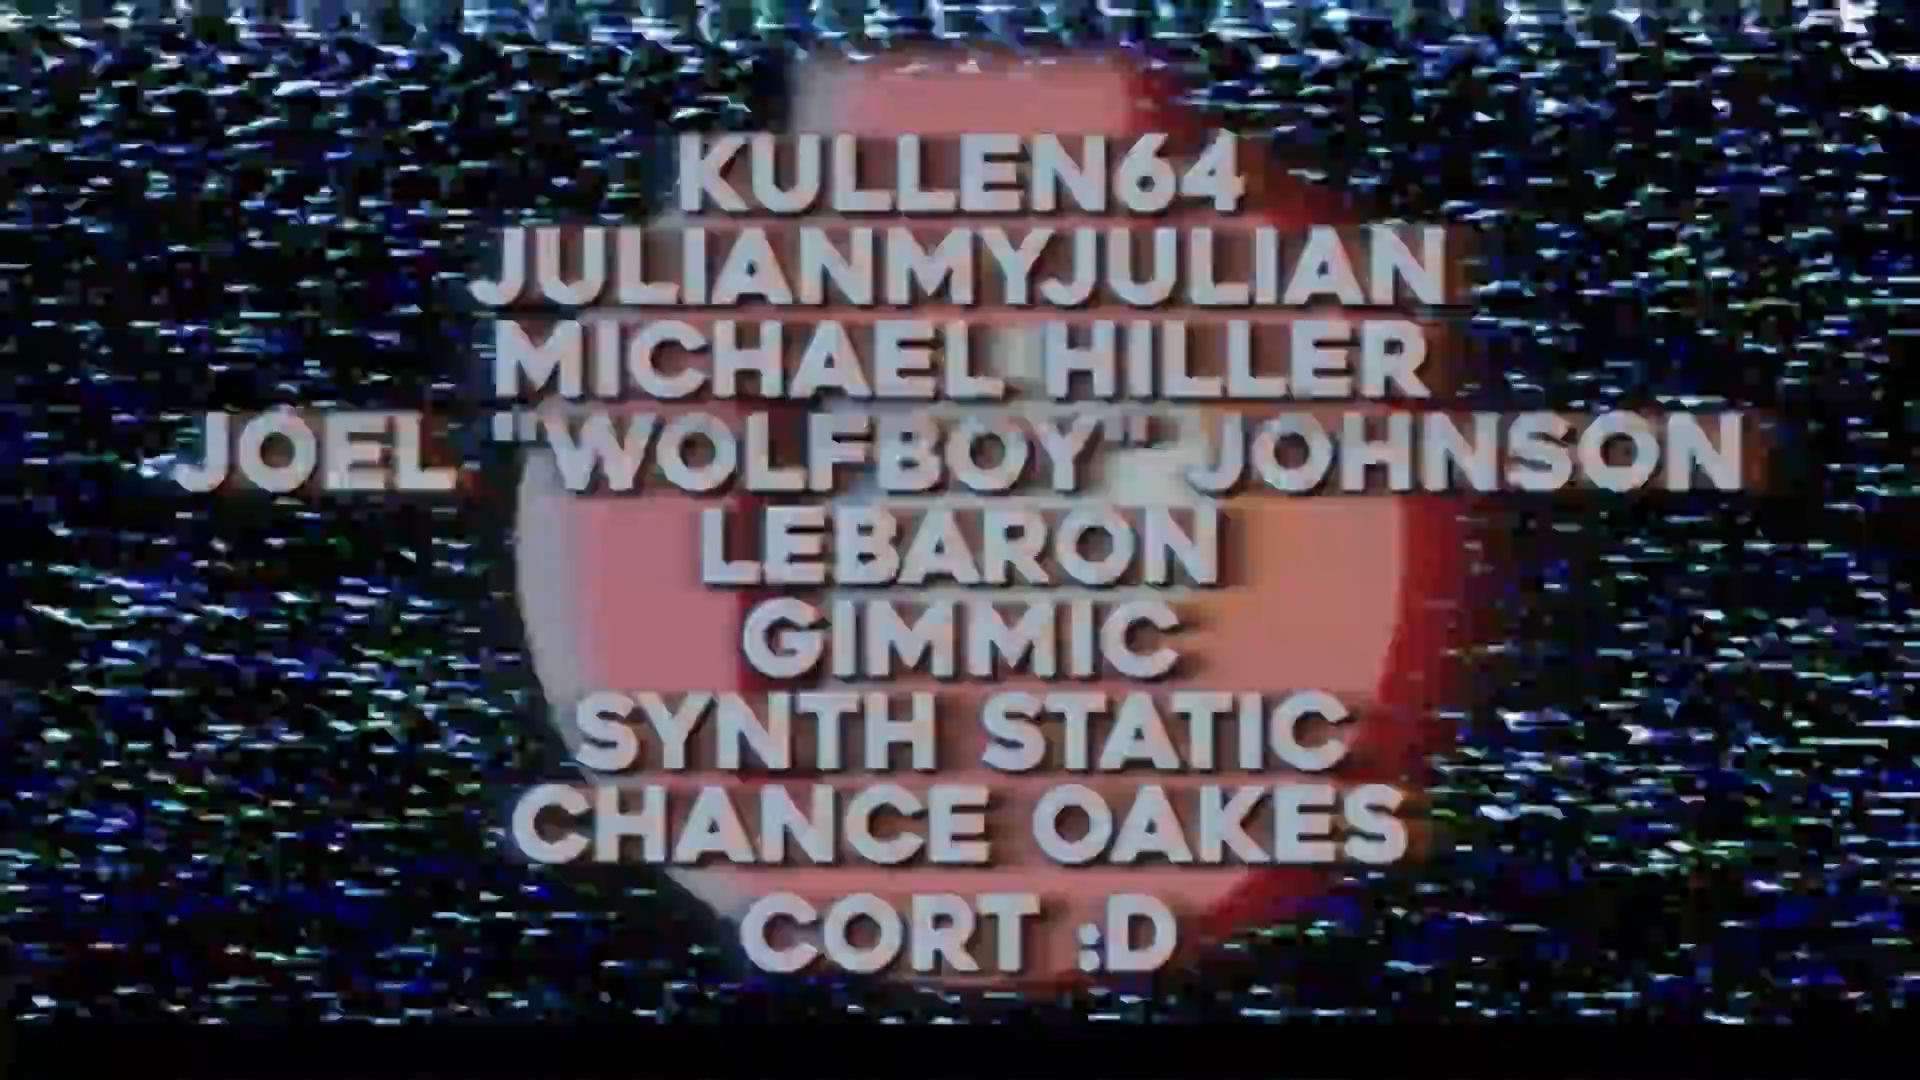 KULLEN64
JULIANMYJULIAN
MICHAEL HILLER
JOEL "WOLFBOY" JOHNSON
LEBARON
GIMMIC
SYNTH STATIC
CHANCE OAKES
CORT :D